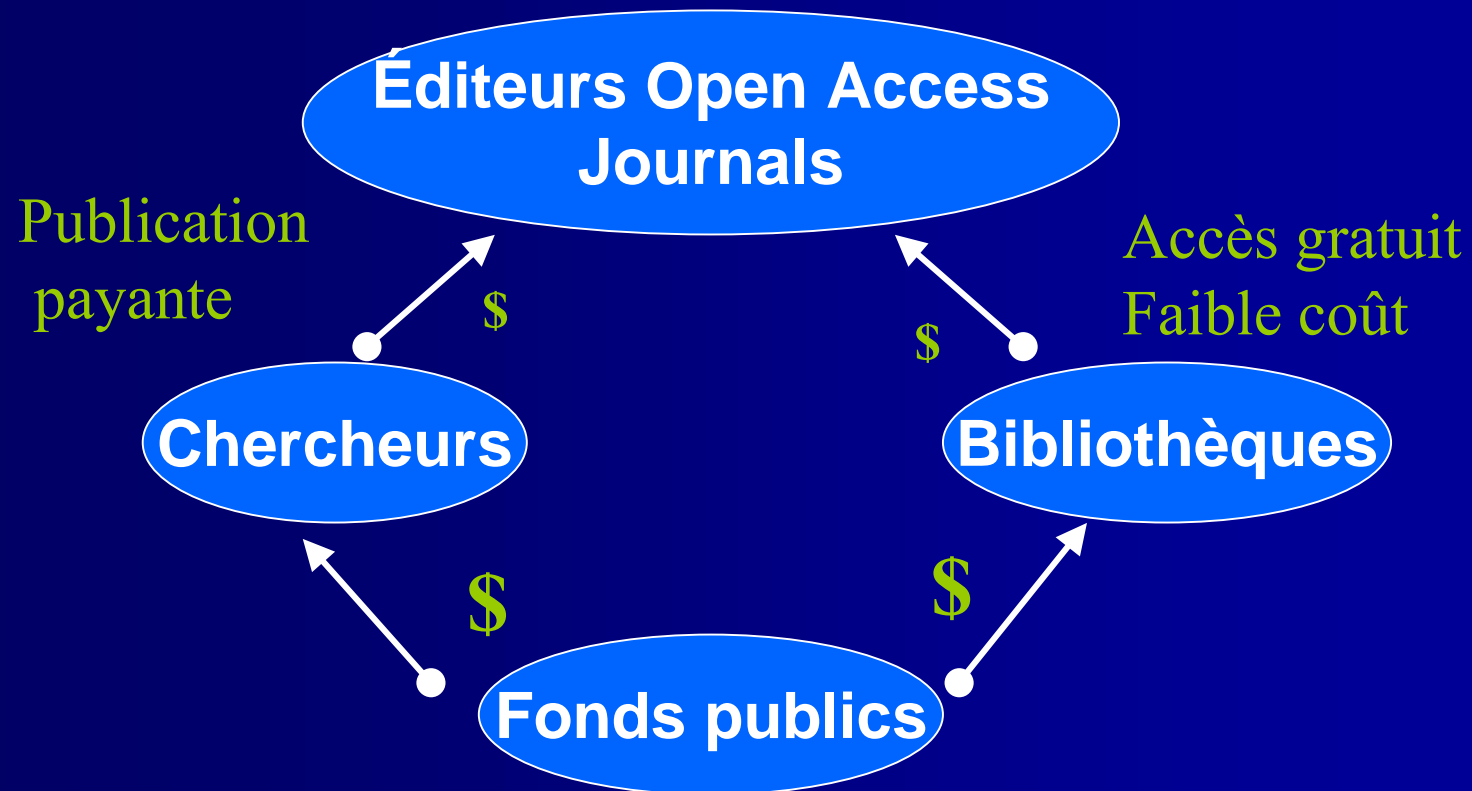 Éditeurs Open Access
Journals
Publication
payante
Accès gratuit
Faible coût
$
$
Chercheurs
Bibliothèques
$
$
Fonds publics